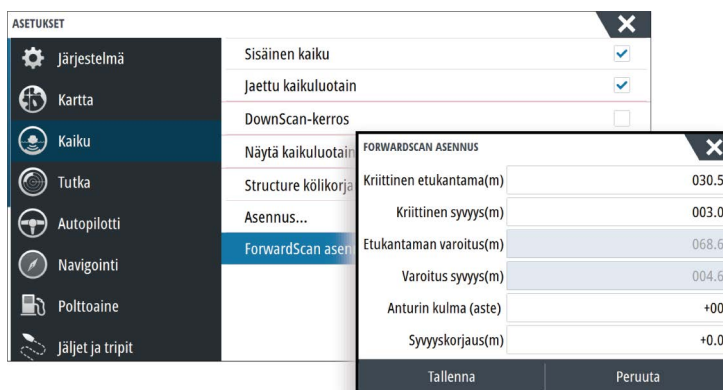 ASETUKSET
Järjestelmä
Kartta
Kaiku
Tutka
Autopilotti
Navigointi
Polttoaine
Jäljet ja tripit
Sisäinen kaiku
Jaettu kaikuluotain
DownScan-kerros
Näytä kaikuluotain
Structure kölikorja
Asennus...
ForwardScan asen
FORWARDSCAN ASENNUS
Kriittinen etukantama(m) 030.5
Kriittinen syvyys(m) 003.0
Etukantaman varoitus(m) 068.6
Varoitus syvyys(m) 004.6
Anturin kulma (aste) +00
Syvyyskorjaus(m) +0.0
Tallenna Peruuta